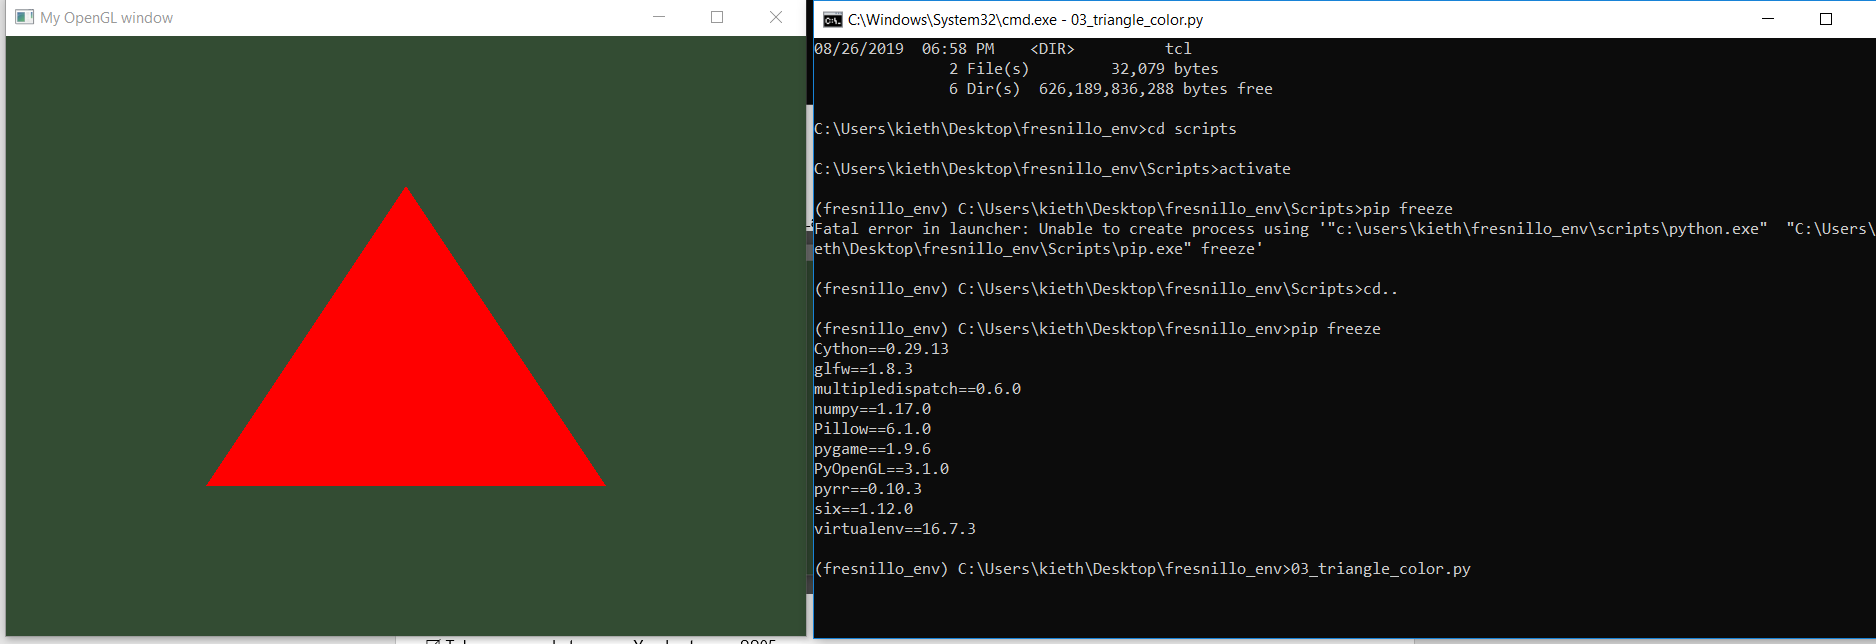 My OpenGL window
C:\Windows\System32\cmd.exe - 03_triangle_color.py
08/26/2019  06:58 PM    <DIR>          tcl
               2 File(s)         32,079 bytes
               6 Dir(s)  626,189,836,288 bytes free
C:\Users\kieth\Desktop\fresnillo_env>cd scripts
C:\Users\kieth\Desktop\fresnillo_env\Scripts>activate
(fresnillo_env) C:\Users\kieth\Desktop\fresnillo_env\Scripts>pip freeze
Fatal error in launcher: Unable to create process using '"c:\users\kieth\fresnillo_env\scripts\python.exe"  "C:\Users\
eth\Desktop\fresnillo_env\Scripts\pip.exe" freeze'
(fresnillo_env) C:\Users\kieth\Desktop\fresnillo_env\Scripts>cd..
(fresnillo_env) C:\Users\kieth\Desktop\fresnillo_env>pip freeze
Cython==0.29.13
glfw==1.8.3
multipledispatch==0.6.0
numpy==1.17.0
Pillow==6.1.0
pygame==1.9.6
PyOpenGL==3.1.0
pyrr==0.10.3
six==1.12.0
virtualenv==16.7.3
(fresnillo_env) C:\Users\kieth\Desktop\fresnillo_env>03_triangle_color.py